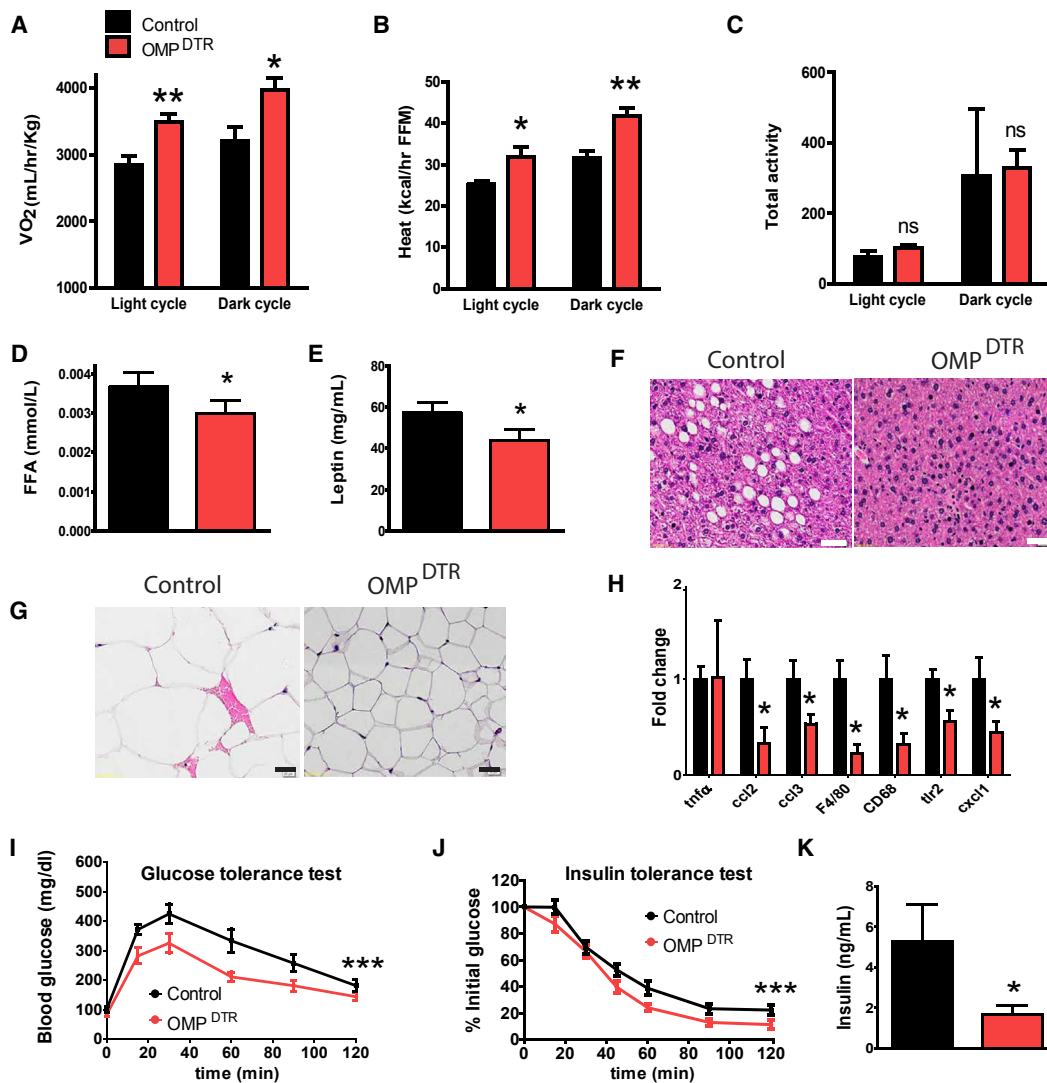 A
Control
OMP DTR
VO2 (mL/hr/Kg)
4000
3000
2000
1000
**
*
Light cycle
Dark cycle
B
Heat (kcal/hr FFM)
50
40
30
20
10
0
*
**
Light cycle
Dark cycle
C
Total activity
600
400
200
0
ns
ns
Light cycle
Dark cycle
D
FFA (mmol/L)
0.004
0.003
0.002
0.001
0.000
*
E
Leptin (mg/mL)
80
60
40
20
0
*
F
Control
OMP DTR
G
Control
OMP DTR
H
Fold change
2
1
0
* * * * * *
tnfα
ccl2
ccl3
F4/80
CD68
tlr2
cxcl1
I
Glucose tolerance test
Blood glucose (mg/dl)
600
500
400
300
200
100
0
***
Control
OMP DTR
0 20 40 60 80 100 120
time (min)
J
Insulin tolerance test
% Initial glucose
120
100
80
60
40
20
0
Control
OMP DTR
***
0 20 40 60 80 100 120
time (min)
K
Insulin (ng/mL)
8
6
4
2
0
*